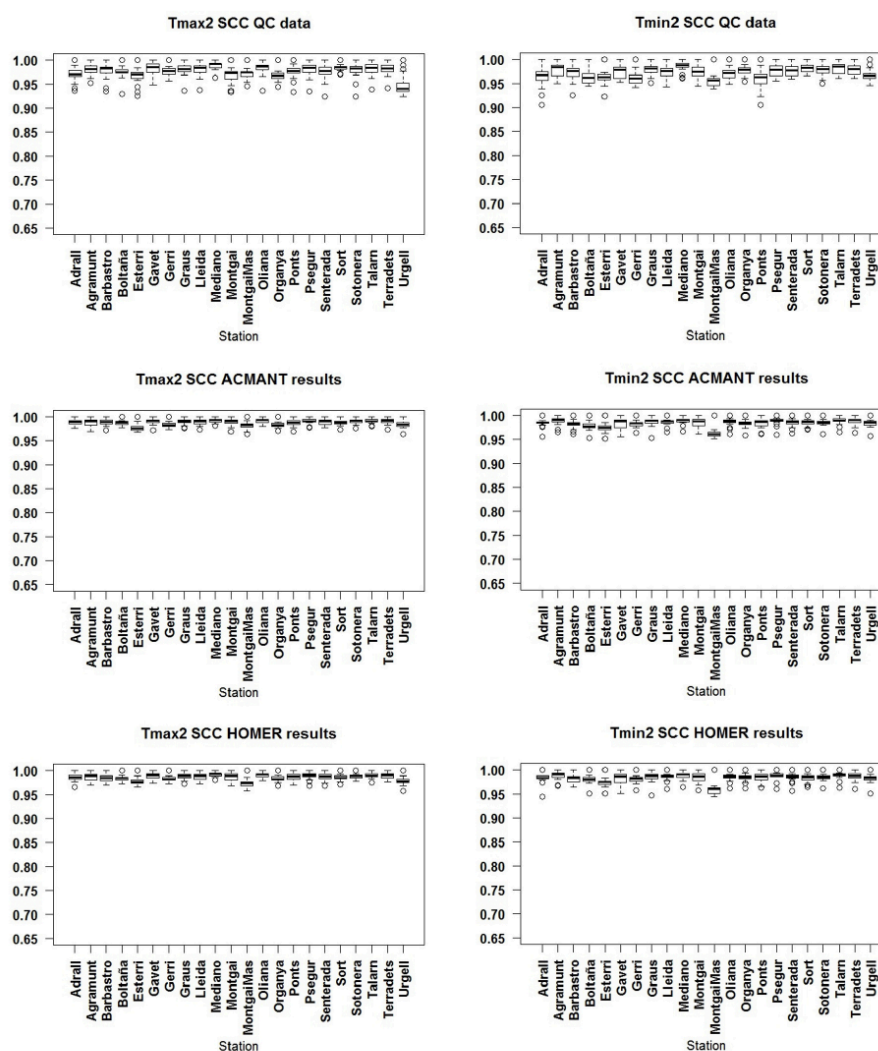 Tmax2 SCC QC data
1.00
0.95
0.90
0.85
0.80
0.75
0.70
0.65
Adrall
Agramunt
Barbastro
Boltaña
Esterri
Gavet
Gerri
Graus
Lleida
Mediano
Montgai
MontgaiMas
Oliana
Organya
Ponts
Psegur
Senterada
Sort
Sotonera
Talarn
Terradets
Urgell
Station
Tmin2 SCC QC data
1.00
0.95
0.90
0.85
0.80
0.75
0.70
0.65
Adrall
Agramunt
Barbastro
Boltaña
Esterri
Gavet
Gerri
Graus
Lleida
Mediano
Montgai
MontgaiMas
Oliana
Organya
Ponts
Psegur
Senterada
Sort
Sotonera
Talarn
Terradets
Urgell
Station
Tmax2 SCC ACMANT results
1.00
0.95
0.90
0.85
0.80
0.75
0.70
0.65
Adrall
Agramunt
Barbastro
Boltaña
Esterri
Gavet
Gerri
Graus
Lleida
Mediano
Montgai
MontgaiMas
Oliana
Organya
Ponts
Psegur
Senterada
Sort
Sotonera
Talarn
Terradets
Urgell
Station
Tmin2 SCC ACMANT results
1.00
0.95
0.90
0.85
0.80
0.75
0.70
0.65
Adrall
Agramunt
Barbastro
Boltaña
Esterri
Gavet
Gerri
Graus
Lleida
Mediano
Montgai
MontgaiMas
Oliana
Organya
Ponts
Psegur
Senterada
Sort
Sotonera
Talarn
Terradets
Urgell
Station
Tmax2 SCC HOMER results
1.00
0.95
0.90
0.85
0.80
0.75
0.70
0.65
Adrall
Agramunt
Barbastro
Boltaña
Esterri
Gavet
Gerri
Graus
Lleida
Mediano
Montgai
MontgaiMas
Oliana
Organya
Ponts
Psegur
Senterada
Sort
Sotonera
Talarn
Terradets
Urgell
Station
Tmin2 SCC HOMER results
1.00
0.95
0.90
0.85
0.80
0.75
0.70
0.65
Adrall
Agramunt
Barbastro
Boltaña
Esterri
Gavet
Gerri
Graus
Lleida
Mediano
Montgai
MontgaiMas
Oliana
Organya
Ponts
Psegur
Senterada
Sort
Sotonera
Talarn
Terradets
Urgell
Station